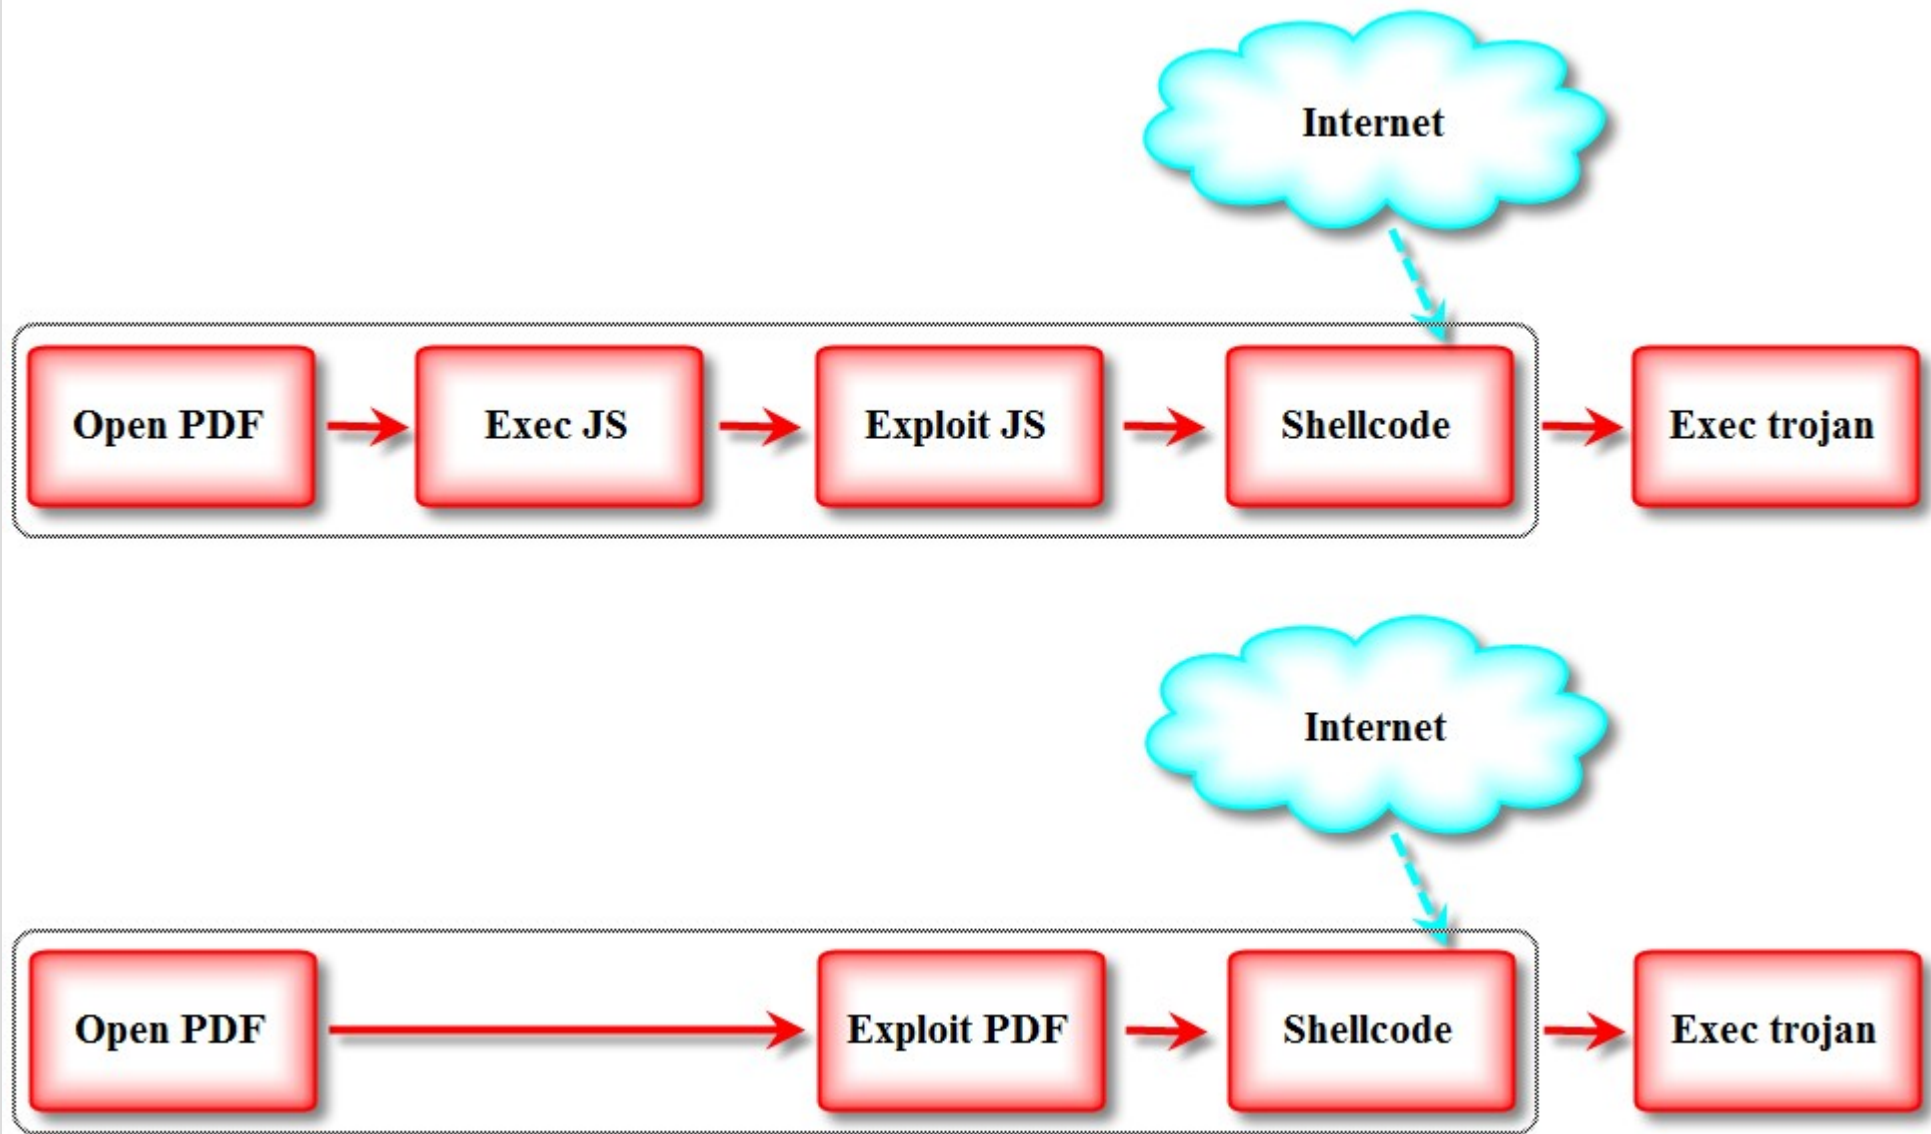 Internet
Open PDF
Exec JS
Exploit JS
Shellcode
Exec trojan
Internet
Open PDF
Exploit PDF
Shellcode
Exec trojan